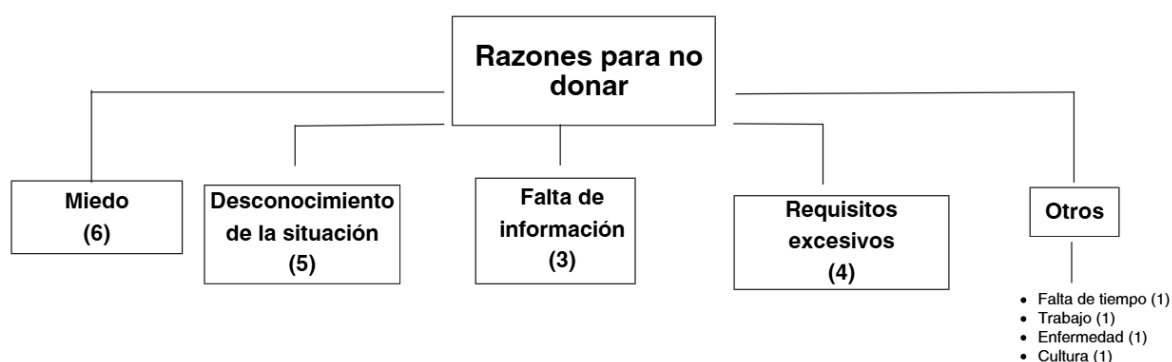 Razones para no
donar
Miedo
(6)
Desconocimiento
de la situación
(5)
Falta de
información
(3)
Requisitos
excesivos
(4)
Otros
• Falta de tiempo (1)
• Trabajo (1)
• Enfermedad (1)
• Cultura (1)